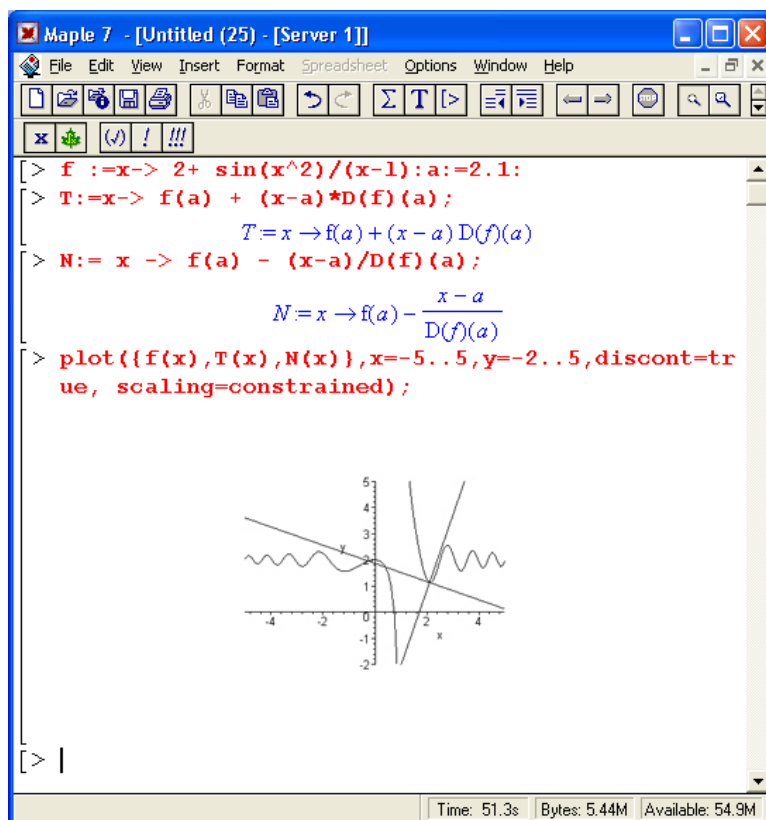 Maple 7 - [Untitled (25) - [Server 1]]
File Edit View Insert Format Spreadsheet Options Window Help
Σ T [>
x (√) ! !!!
[> f :=x-> 2+ sin(x^2)/(x-1):a:=2.1:
[> T:=x-> f(a) + (x-a)*D(f)(a);
T := x → f(a) + (x − a) D(f)(a)
[> N:= x -> f(a) - (x-a)/D(f)(a);
N := x → f(a) − (x − a)/D(f)(a)
[> plot({f(x),T(x),N(x)},x=-5..5,y=-2..5,discont=tr
ue, scaling=constrained);
5
4
3
y
2
1
-4 -2 0 2 4
x
-1
-2
[>
Time: 51.3s Bytes: 5.44M Available: 54.9M